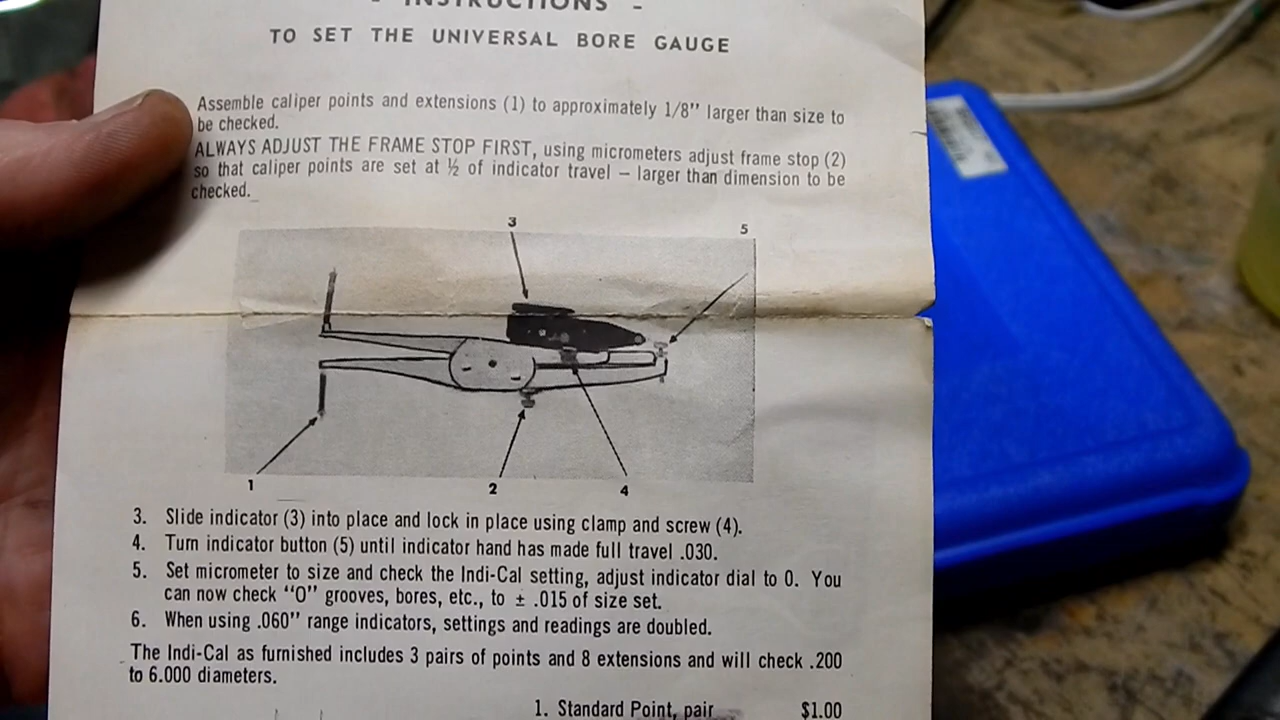 - INSTRUCTIONS -
TO SET THE UNIVERSAL BORE GAUGE
Assemble caliper points and extensions (1) to approximately 1/8" larger than size to
be checked.
ALWAYS ADJUST THE FRAME STOP FIRST, using micrometers adjust frame stop (2)
so that caliper points are set at ½ of indicator travel — larger than dimension to be
checked.
3
5
1
2
4
3. Slide indicator (3) into place and lock in place using clamp and screw (4).
4. Turn indicator button (5) until indicator hand has made full travel .030.
5. Set micrometer to size and check the Indi-Cal setting, adjust indicator dial to 0. You
can now check "O" grooves, bores, etc., to ± .015 of size set.
6. When using .060" range indicators, settings and readings are doubled.
The Indi-Cal as furnished includes 3 pairs of points and 8 extensions and will check .200
to 6.000 diameters.
1. Standard Point, pair $1.00